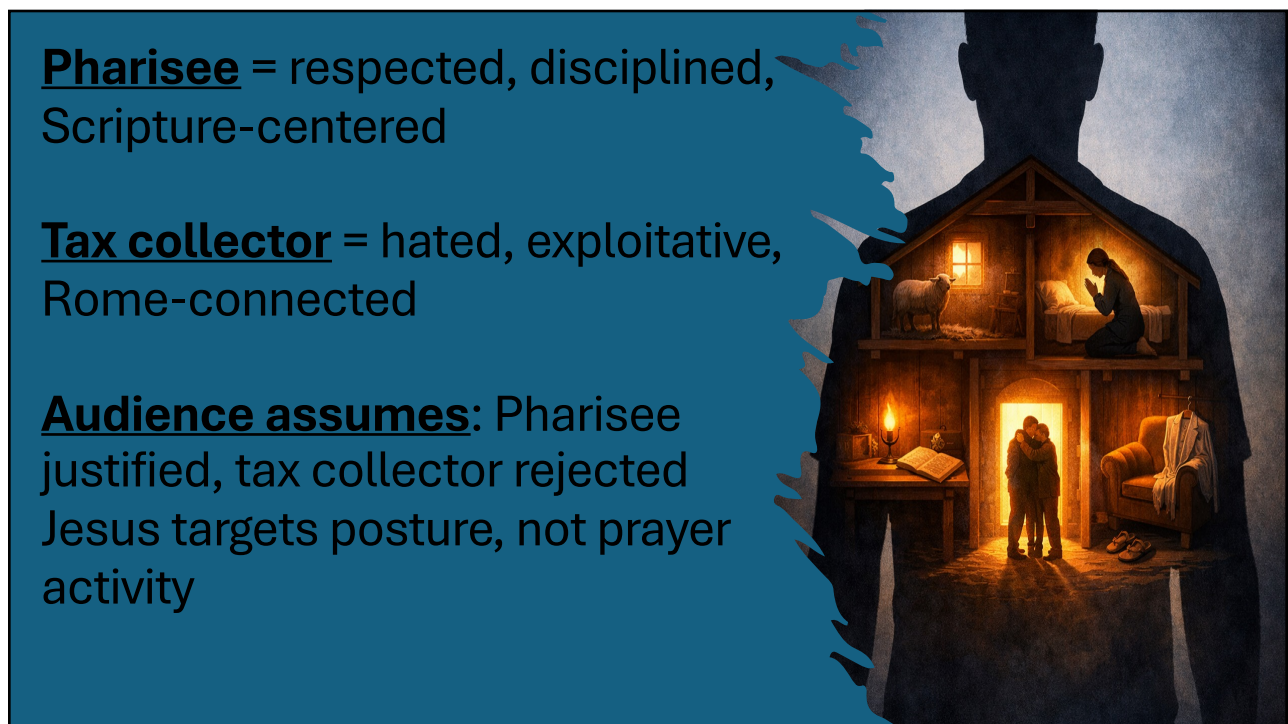 Pharisee = respected, disciplined,
Scripture-centered
Tax collector = hated, exploitative,
Rome-connected
Audience assumes: Pharisee
justified, tax collector rejected
Jesus targets posture, not prayer
activity